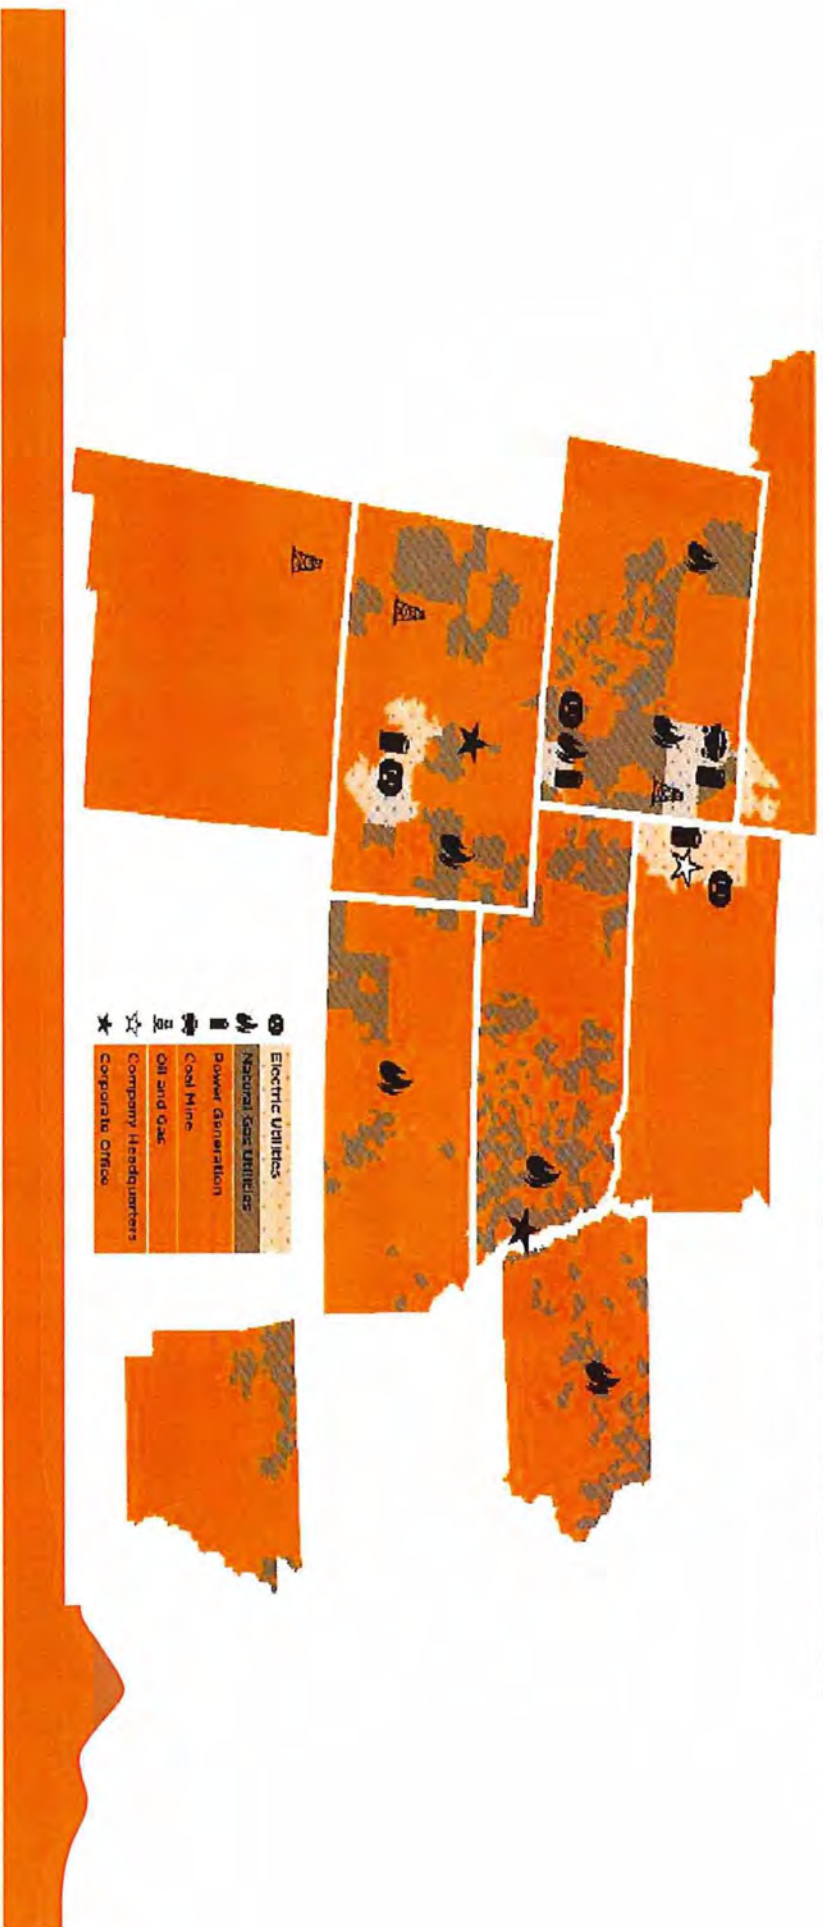 Electric Utilities
Natural Gas Utilities
Power Generation
Coal Mine
Oil and Gas
Company Headquarters
Corporate Office